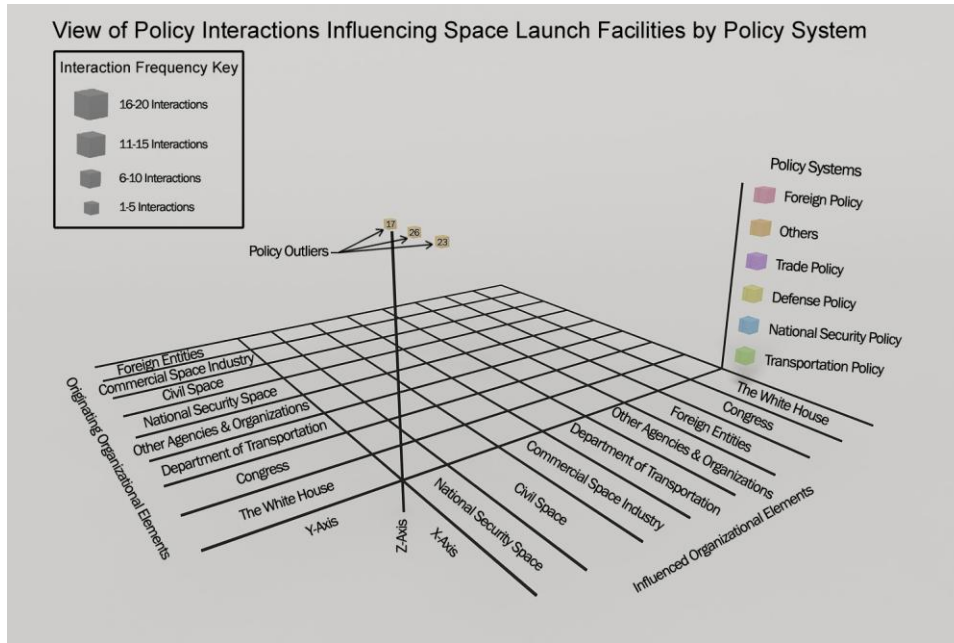 View of Policy Interactions Influencing Space Launch Facilities by Policy System
Interaction Frequency Key
16-20 Interactions
11-15 Interactions
6-10 Interactions
1-5 Interactions
Policy Outliers
17
26
23
Policy Systems
Foreign Policy
Others
Trade Policy
Defense Policy
National Security Policy
Transportation Policy
Originating Organizational Elements
Foreign Entities
Commercial Space Industry
Civil Space
National Security Space
Other Agencies & Organizations
Department of Transportation
Congress
The White House
Y-Axis
Z-Axis
X-Axis
National Security Space
Civil Space
Commercial Space Industry
Department of Transportation
Other Agencies & Organizations
Foreign Entities
Congress
The White House
Influenced Organizational Elements